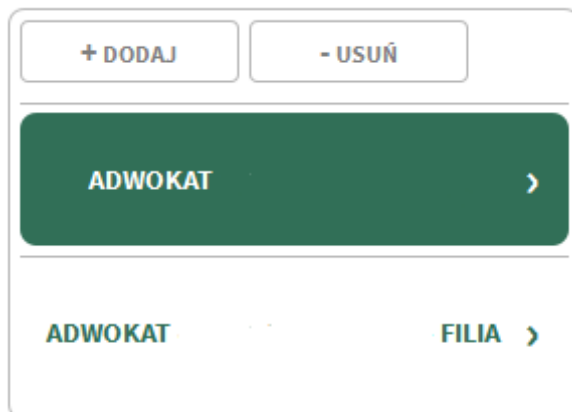 + DODAJ - USUŃ
ADWOKAT ›
ADWOKAT FILIA ›